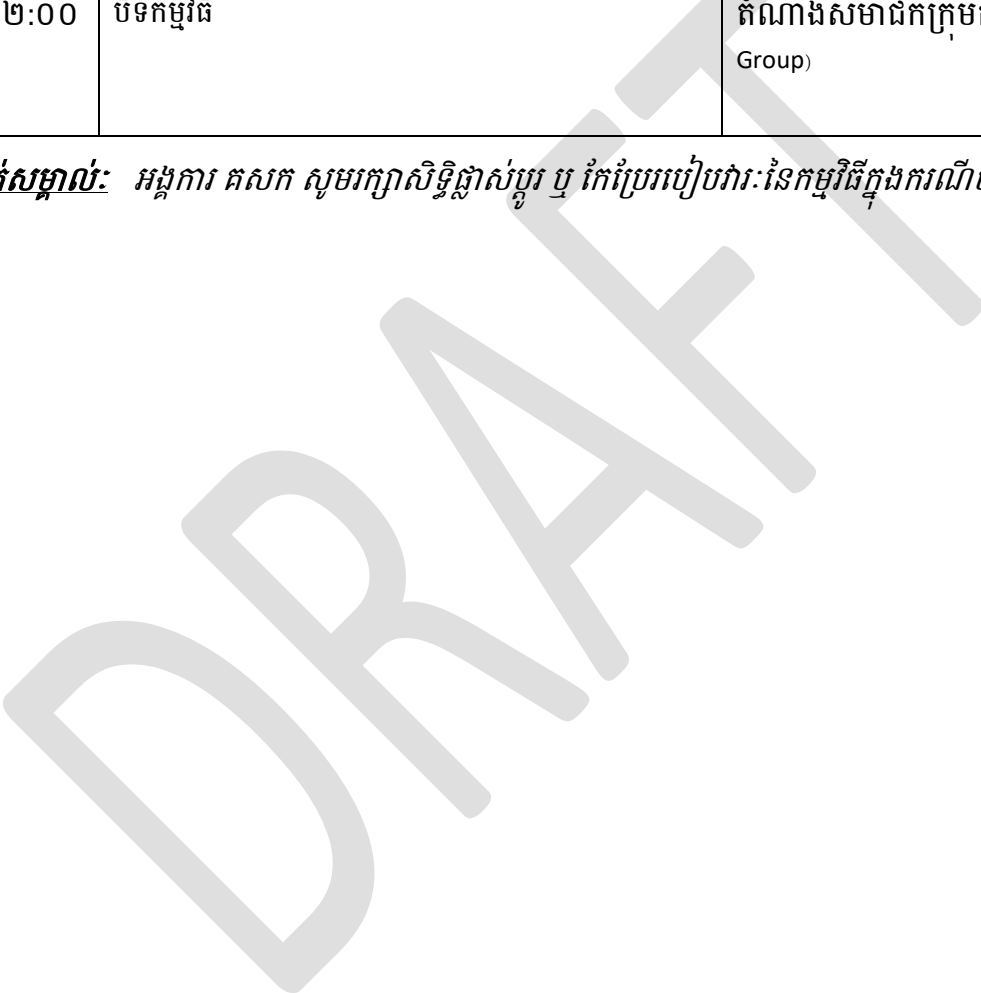 ២:០០ បិទកម្មវិធី តំណាងសមាជិកក្រុម
Group)
សម្គាល់ៈ អង្គការ គសក សូមរក្សាសិទ្ធិផ្លាស់ប្តូរ ឬ កែប្រែរបៀបវារៈនៃកម្មវិធីក្នុងករណី
DRAFT